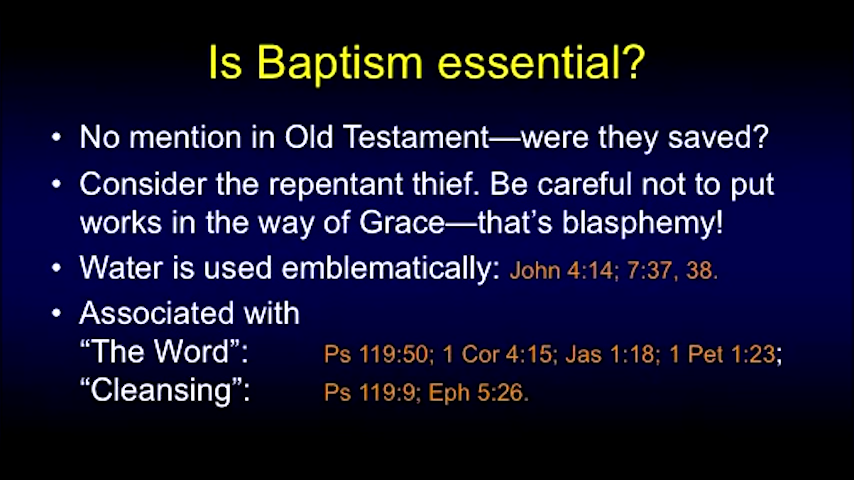 Is Baptism essential?
• No mention in Old Testament—were they saved?
• Consider the repentant thief. Be careful not to put
works in the way of Grace—that's blasphemy!
• Water is used emblematically: John 4:14; 7:37, 38.
• Associated with
“The Word”: Ps 119:50; 1 Cor 4:15; Jas 1:18; 1 Pet 1:23;
“Cleansing”: Ps 119:9; Eph 5:26.